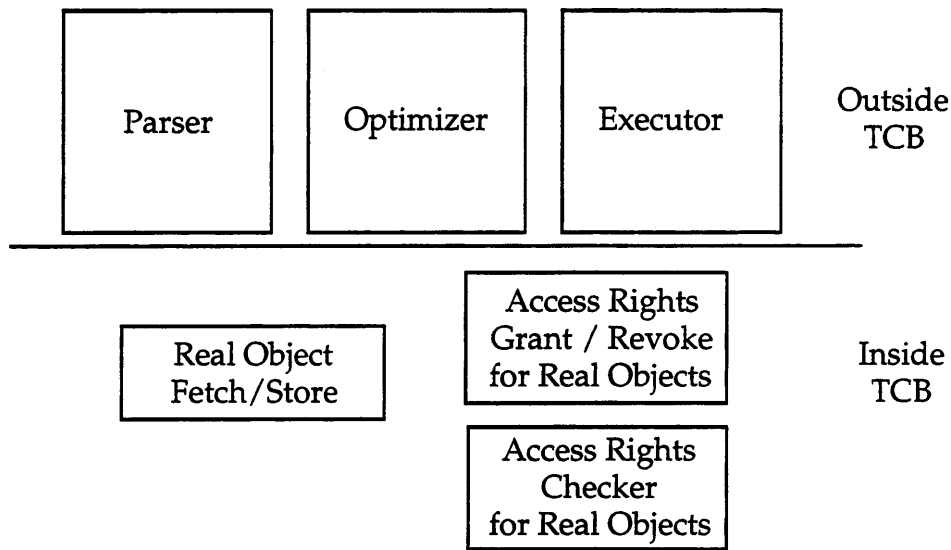 Parser
Optimizer
Executor
Outside
TCB
Real Object
Fetch/Store
Access Rights
Grant / Revoke
for Real Objects
Inside
TCB
Access Rights
Checker
for Real Objects